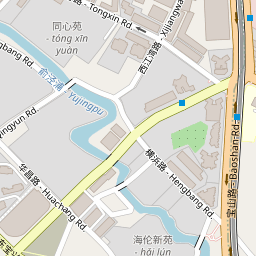 Tongxin Rd
Xijiangwa
同心苑
- tóng xīn
yuàn
西江湾路 -
Hengbang Rd
俞泾浦
Yujingpu
qingyun Rd
华昌路 - Huachang Rd
横浜路 - Hengbang Rd
宝山路 - Baoshan Rd
海伦新苑
- hǎi lún